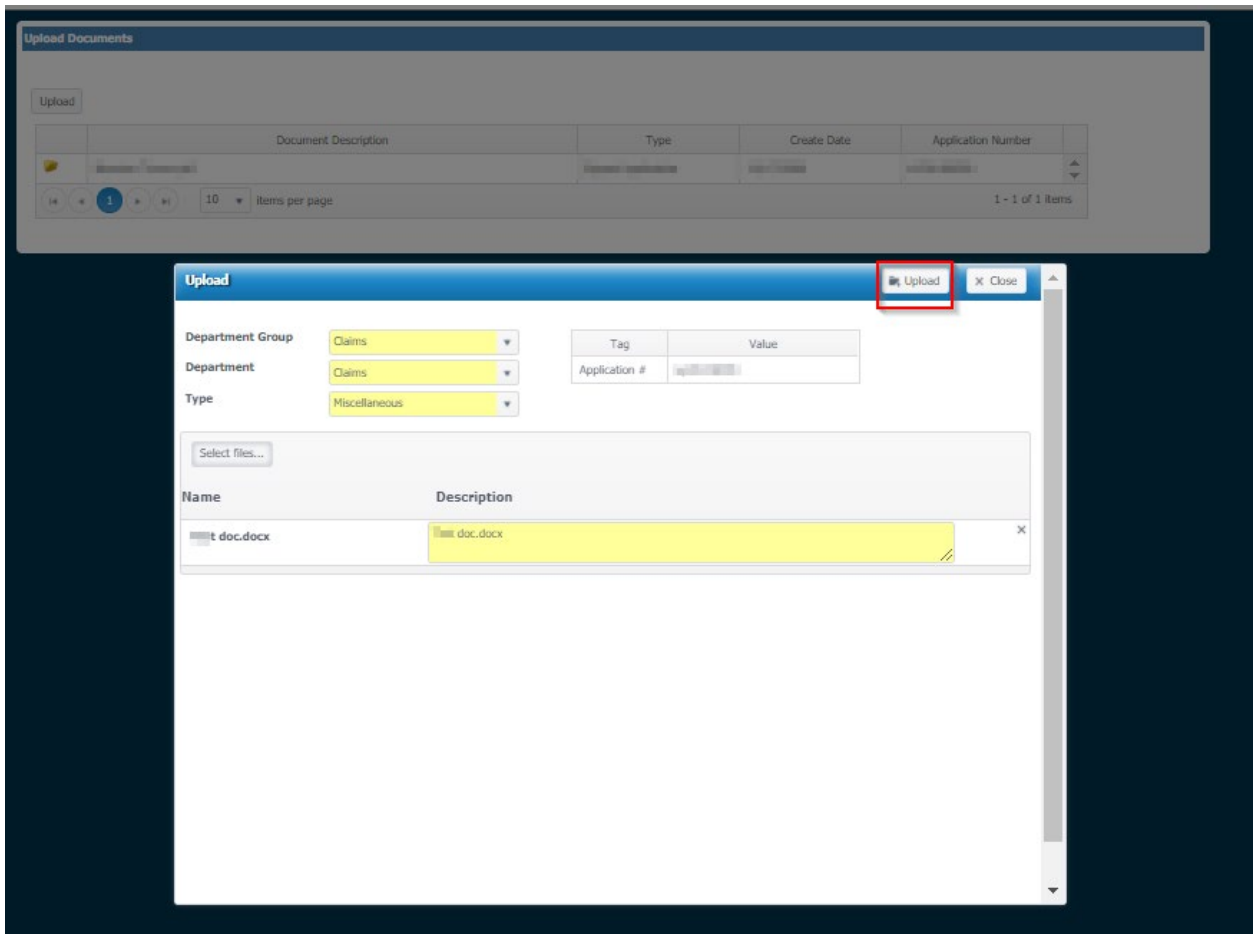 Upload Documents
Upload
Document Description Type Create Date Application Number
1 10 items per page 1 - 1 of 1 items
Upload Upload Close
Department Group Claims Tag Value
Department Claims Application #
Type Miscellaneous
Select files...
Name Description
doc.docx doc.docx